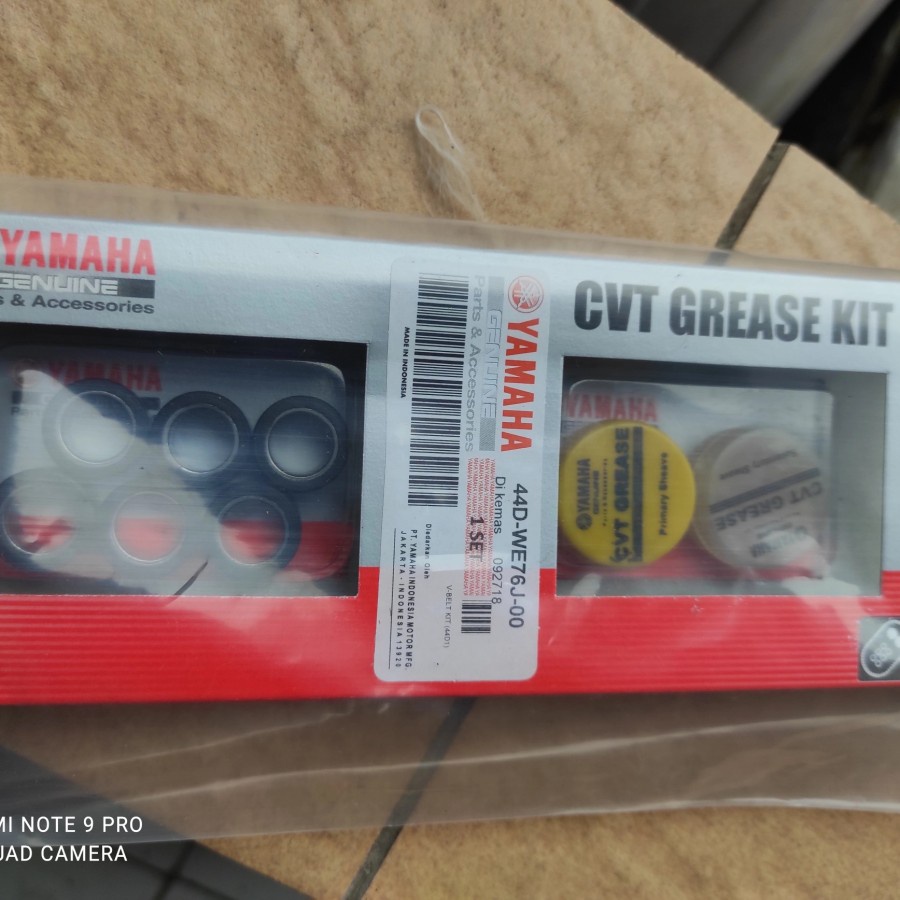 YAMAHA
GENUINE
s & Accessories
CVT GREASE KIT
YAMAHA
YAMAHA
GENUINE
Parts & Accessories
MADE IN INDONESIA
44D-WE76J-00
Di kemas 092718
1 SET
V-BELT KIT (44D1)
Diedarkan Oleh
PT. YAMAHA INDONESIA MOTOR MFG.
JAKARTA - INDONESIA 13920
YAMAHA
YAMAHA
CVT GREASE
Primary Sheave
CVT GREASE
MI NOTE 9 PRO
UAD CAMERA